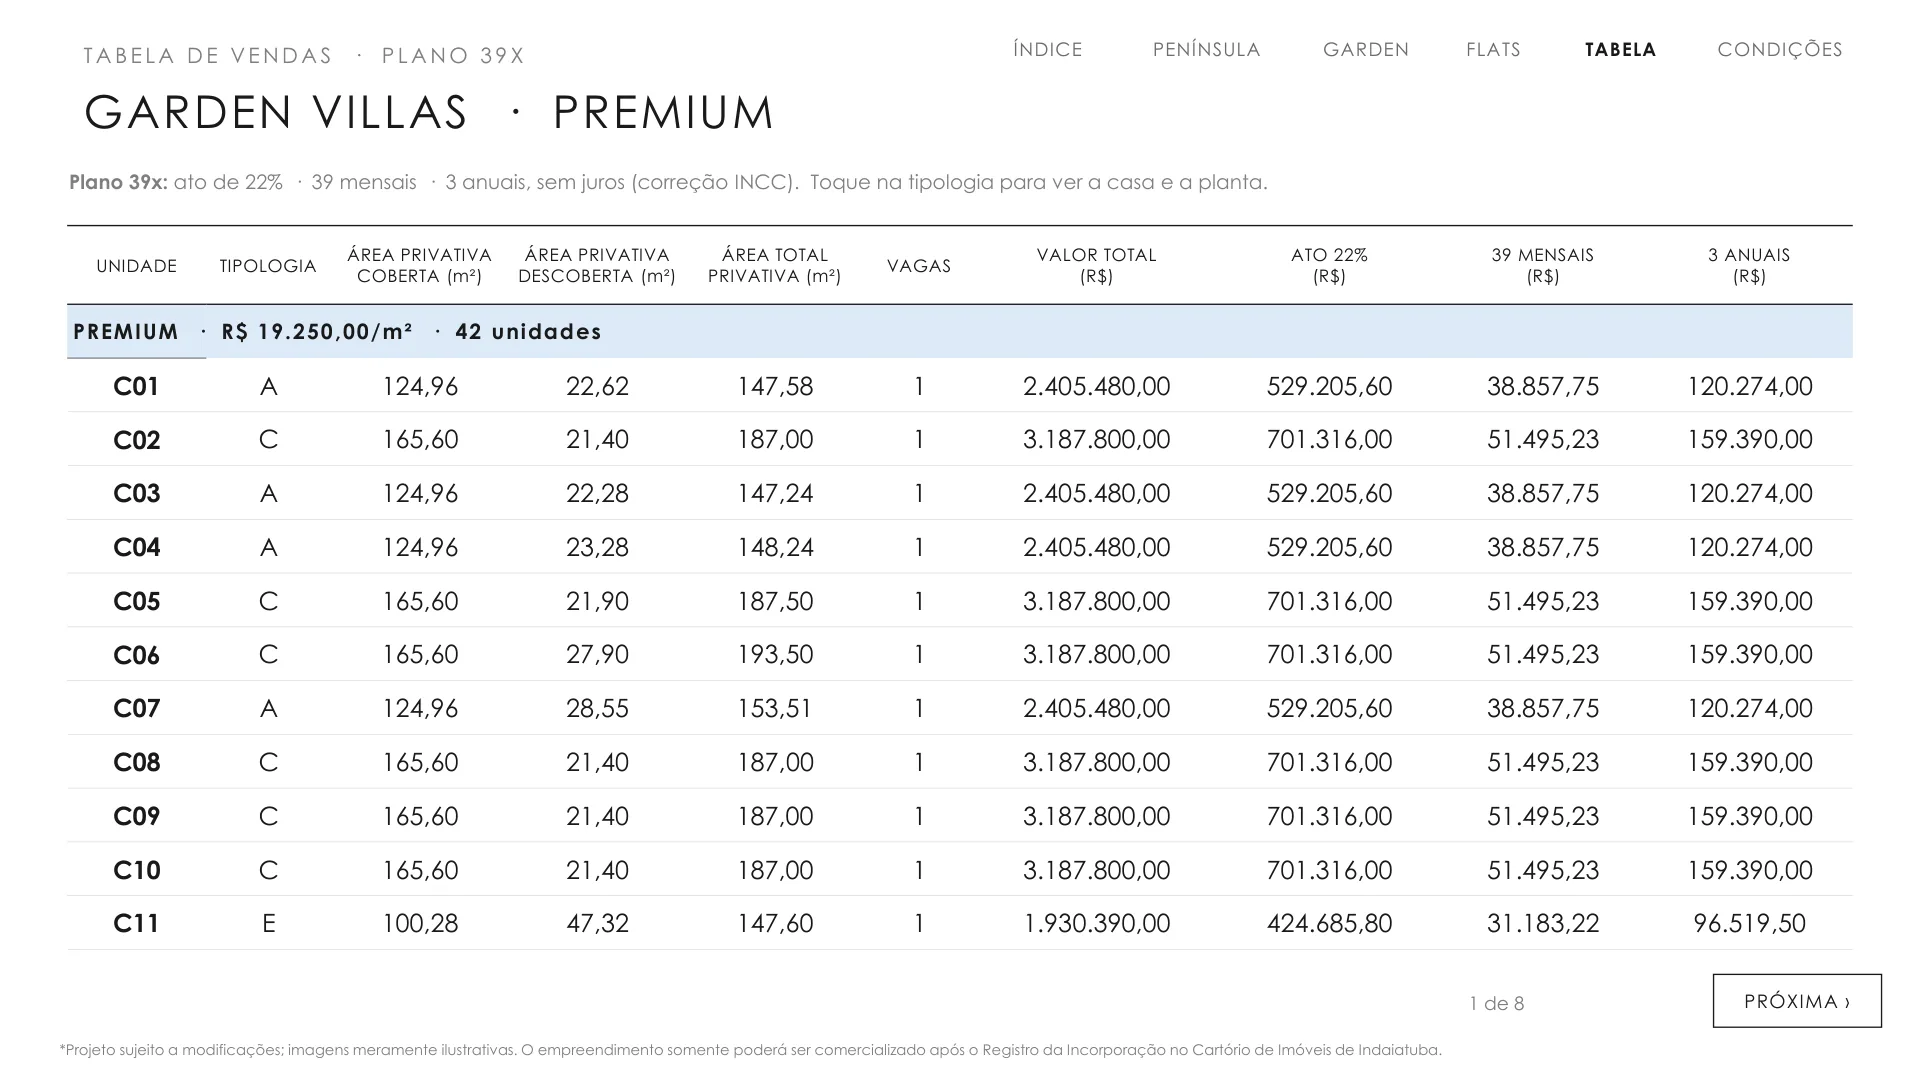 TABELA DE VENDAS · PLANO 39X
ÍNDICE PENÍNSULA GARDEN FLATS TABELA CONDIÇÕES
GARDEN VILLAS · PREMIUM
Plano 39x: ato de 22% · 39 mensais · 3 anuais, sem juros (correção INCC). Toque na tipologia para ver a casa e a planta.
UNIDADE TIPOLOGIA ÁREA PRIVATIVA COBERTA (m²) ÁREA PRIVATIVA DESCOBERTA (m²) ÁREA TOTAL PRIVATIVA (m²) VAGAS VALOR TOTAL (R$) ATO 22% (R$) 39 MENSAIS (R$) 3 ANUAIS (R$)
PREMIUM · R$ 19.250,00/m² · 42 unidades
C01 A 124,96 22,62 147,58 1 2.405.480,00 529.205,60 38.857,75 120.274,00
C02 C 165,60 21,40 187,00 1 3.187.800,00 701.316,00 51.495,23 159.390,00
C03 A 124,96 22,28 147,24 1 2.405.480,00 529.205,60 38.857,75 120.274,00
C04 A 124,96 23,28 148,24 1 2.405.480,00 529.205,60 38.857,75 120.274,00
C05 C 165,60 21,90 187,50 1 3.187.800,00 701.316,00 51.495,23 159.390,00
C06 C 165,60 27,90 193,50 1 3.187.800,00 701.316,00 51.495,23 159.390,00
C07 A 124,96 28,55 153,51 1 2.405.480,00 529.205,60 38.857,75 120.274,00
C08 C 165,60 21,40 187,00 1 3.187.800,00 701.316,00 51.495,23 159.390,00
C09 C 165,60 21,40 187,00 1 3.187.800,00 701.316,00 51.495,23 159.390,00
C10 C 165,60 21,40 187,00 1 3.187.800,00 701.316,00 51.495,23 159.390,00
C11 E 100,28 47,32 147,60 1 1.930.390,00 424.685,80 31.183,22 96.519,50
1 de 8
PRÓXIMA ›
*Projeto sujeito a modificações; imagens meramente ilustrativas. O empreendimento somente poderá ser comercializado após o Registro da Incorporação no Cartório de Imóveis de Indaiatuba.